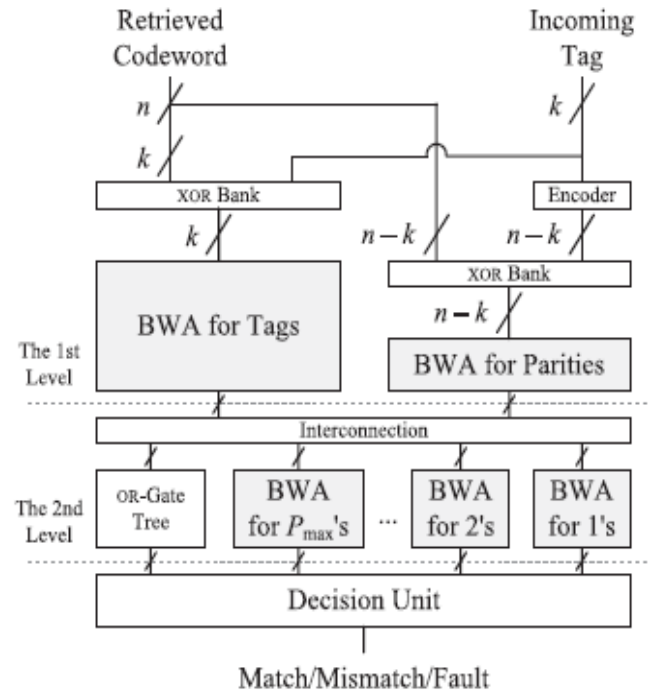 Retrieved Codeword
Incoming Tag
n
k
k
XOR Bank
Encoder
k
n − k
n − k
XOR Bank
BWA for Tags
n − k
The 1st Level
BWA for Parities
Interconnection
The 2nd Level
OR-Gate Tree
BWA for Pmax's
...
BWA for 2's
BWA for 1's
Decision Unit
Match/Mismatch/Fault